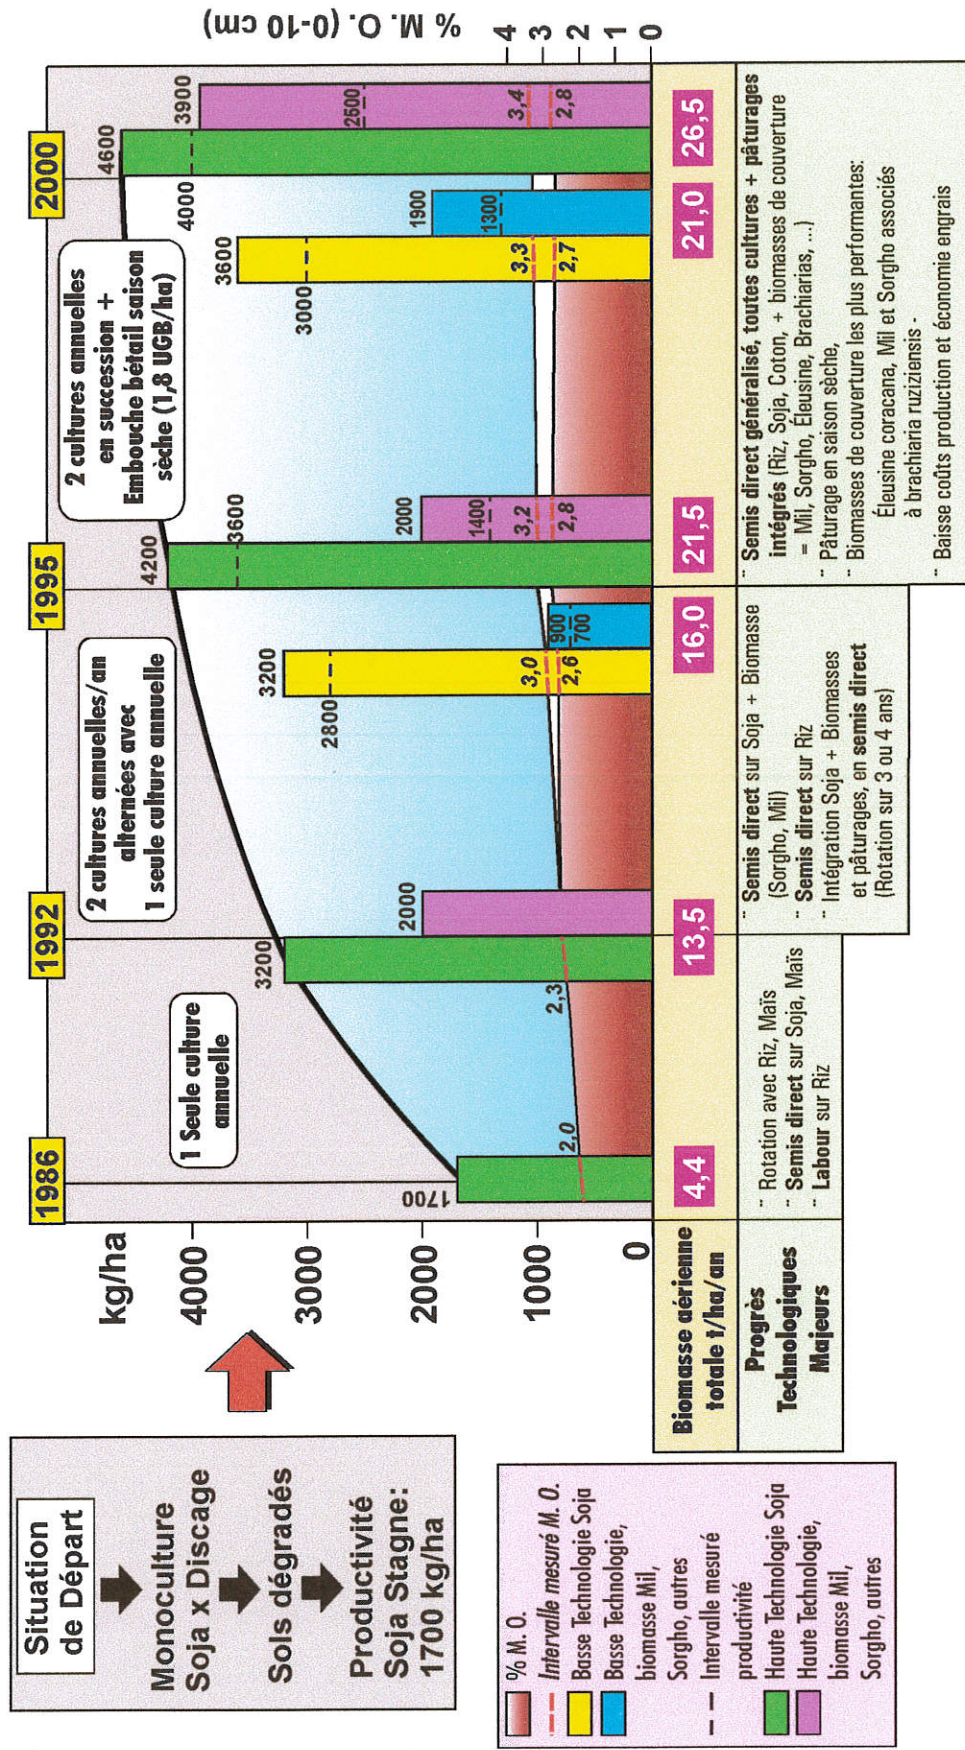 Situation
de Départ
Monoculture
Soja x Discage
Sols dégradés
Productivité
Soja Stagne:
1700 kg/ha
% M. O.
Intervalle mesuré M. O.
Basse Technologie Soja
Basse Technologie,
biomasse Mil,
Sorgho, autres
Intervalle mesuré
productivité
Haute Technologie Soja
Haute Technologie,
biomasse Mil,
Sorgho, autres
1986
1992
1995
2000
1 Seule culture
annuelle
2 cultures annuelles/an
alternées avec
1 seule culture annuelle
2 cultures annuelles
en succession +
Embouche bétail saison
sèche (1,8 UGB/ha)
kg/ha
4000
3000
2000
1000
0
% M. O. (0-10 cm)
4
3
2
1
0
1700
2,0
3200
2,3
2000
3200
2800
3,0
2,6
900
700
4200
3600
2000
1400
3,2
2,8
3600
3000
3,3
2,7
1900
1300
4600
4000
3900
2500
3,4
2,8
Biomasse aérienne
totale t/ha/an
4,4
13,5
16,0
21,5
21,0
26,5
Progrès
Technologiques
Majeurs
¨ Rotation avec Riz, Maïs
¨ Semis direct sur Soja, Maïs
¨ Labour sur Riz
¨ Semis direct sur Soja + Biomasse
(Sorgho, Mil)
¨ Semis direct sur Riz
¨ Intégration Soja + Biomasses
et pâturages, en semis direct
(Rotation sur 3 ou 4 ans)
¨ Semis direct généralisé, toutes cultures + pâturages
intégrés (Riz, Soja, Coton, + biomasses de couverture
= Mil, Sorgho, Éleusine, Brachiarias, ...)
¨ Pâturage en saison sèche,
¨ Biomasses de couverture les plus performantes:
Éleusine coracana, Mil et Sorgho associés
à brachiaria ruziziensis -
¨ Baisse coûts production et économie engrais